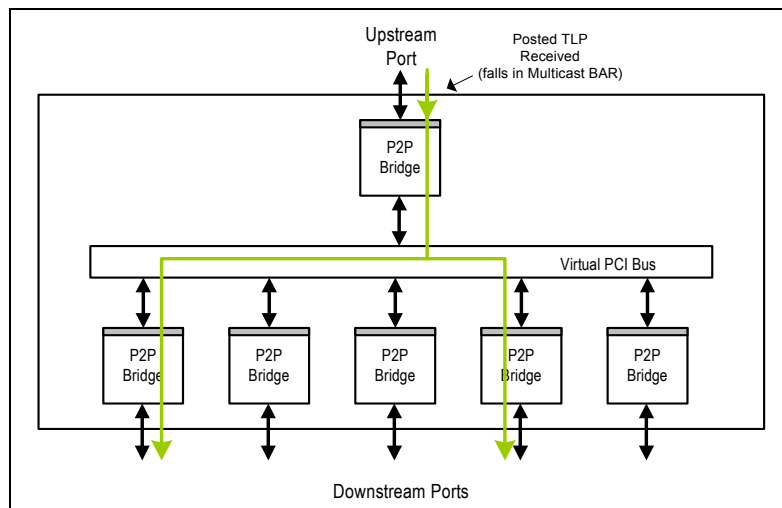 Upstream
Port
Posted TLP
Received
(falls in Multicast BAR)
P2P
Bridge
Virtual PCI Bus
P2P
Bridge
P2P
Bridge
P2P
Bridge
P2P
Bridge
P2P
Bridge
Downstream Ports